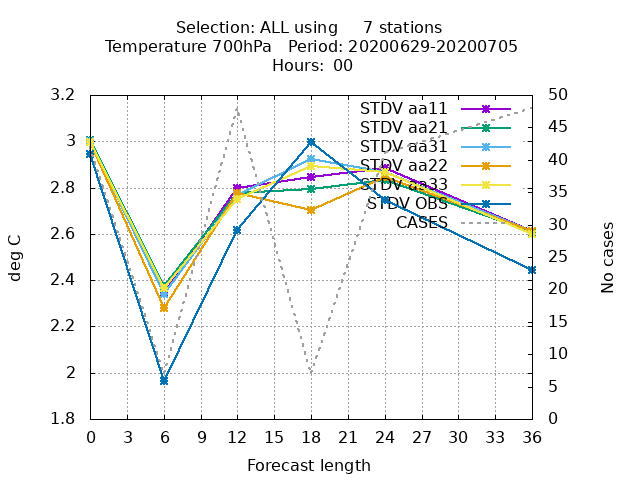 Selection: ALL using     7 stations
Temperature 700hPa   Period: 20200629-20200705
Hours:  00
3.2
3
2.8
2.6
2.4
2.2
2
1.8
deg C
STDV aa11
STDV aa21
STDV aa31
STDV aa22
STDV aa33
STDV OBS
CASES
50
45
40
35
30
25
20
15
10
5
0
No cases
0 3 6 9 12 15 18 21 24 27 30 33 36
Forecast length